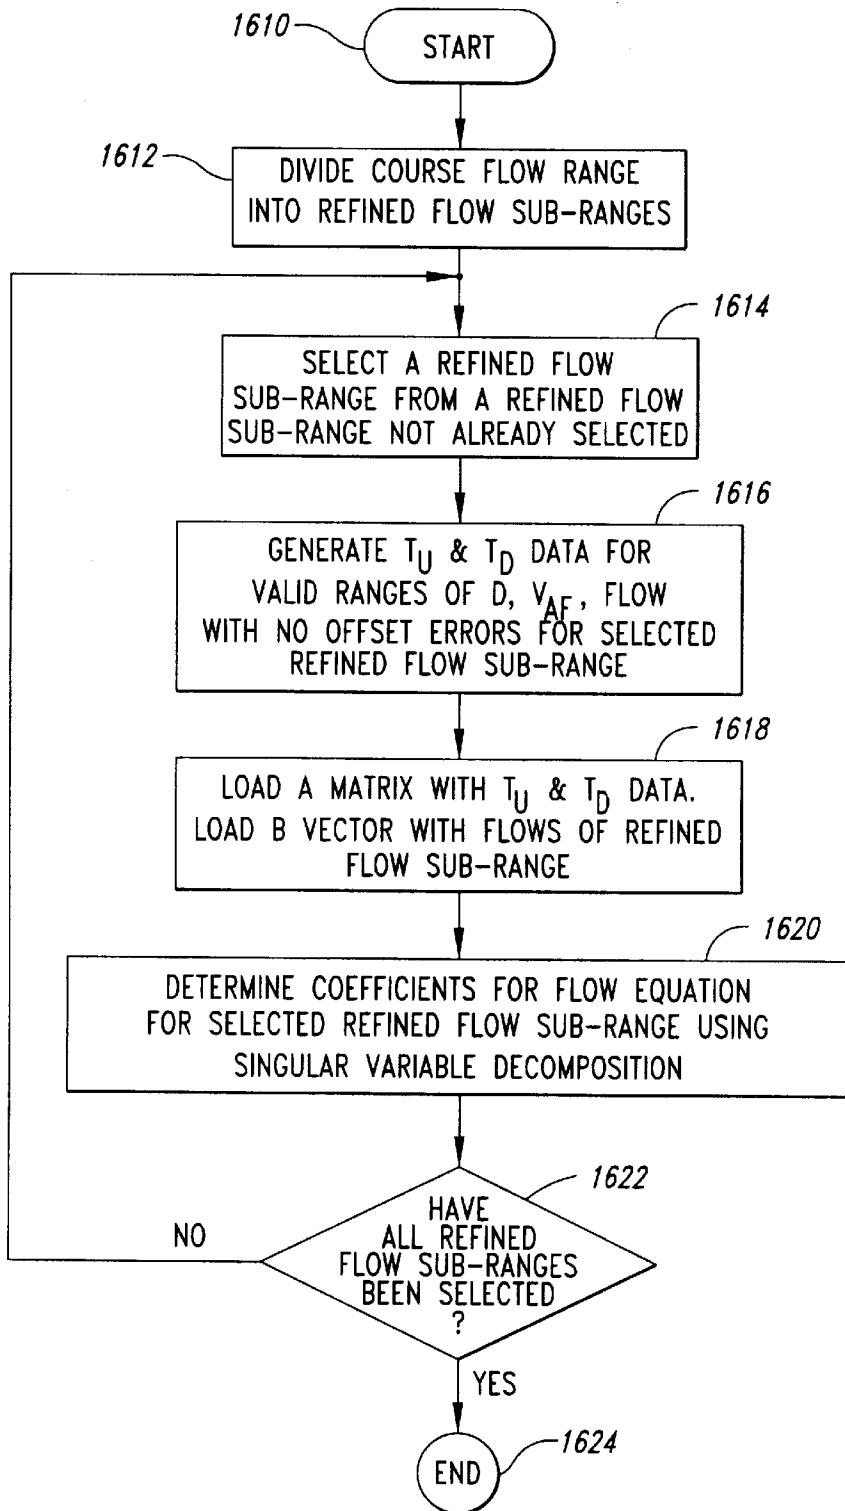 1610
START
1612
DIVIDE COURSE FLOW RANGE
INTO REFINED FLOW SUB-RANGES
1614
SELECT A REFINED FLOW
SUB-RANGE FROM A REFINED FLOW
SUB-RANGE NOT ALREADY SELECTED
1616
GENERATE TU & TD DATA FOR
VALID RANGES OF D, VAF, FLOW
WITH NO OFFSET ERRORS FOR SELECTED
REFINED FLOW SUB-RANGE
1618
LOAD A MATRIX WITH TU & TD DATA.
LOAD B VECTOR WITH FLOWS OF REFINED
FLOW SUB-RANGE
1620
DETERMINE COEFFICIENTS FOR FLOW EQUATION
FOR SELECTED REFINED FLOW SUB-RANGE USING
SINGULAR VARIABLE DECOMPOSITION
1622
HAVE
ALL REFINED
FLOW SUB-RANGES
BEEN SELECTED
?
NO
YES
1624
END